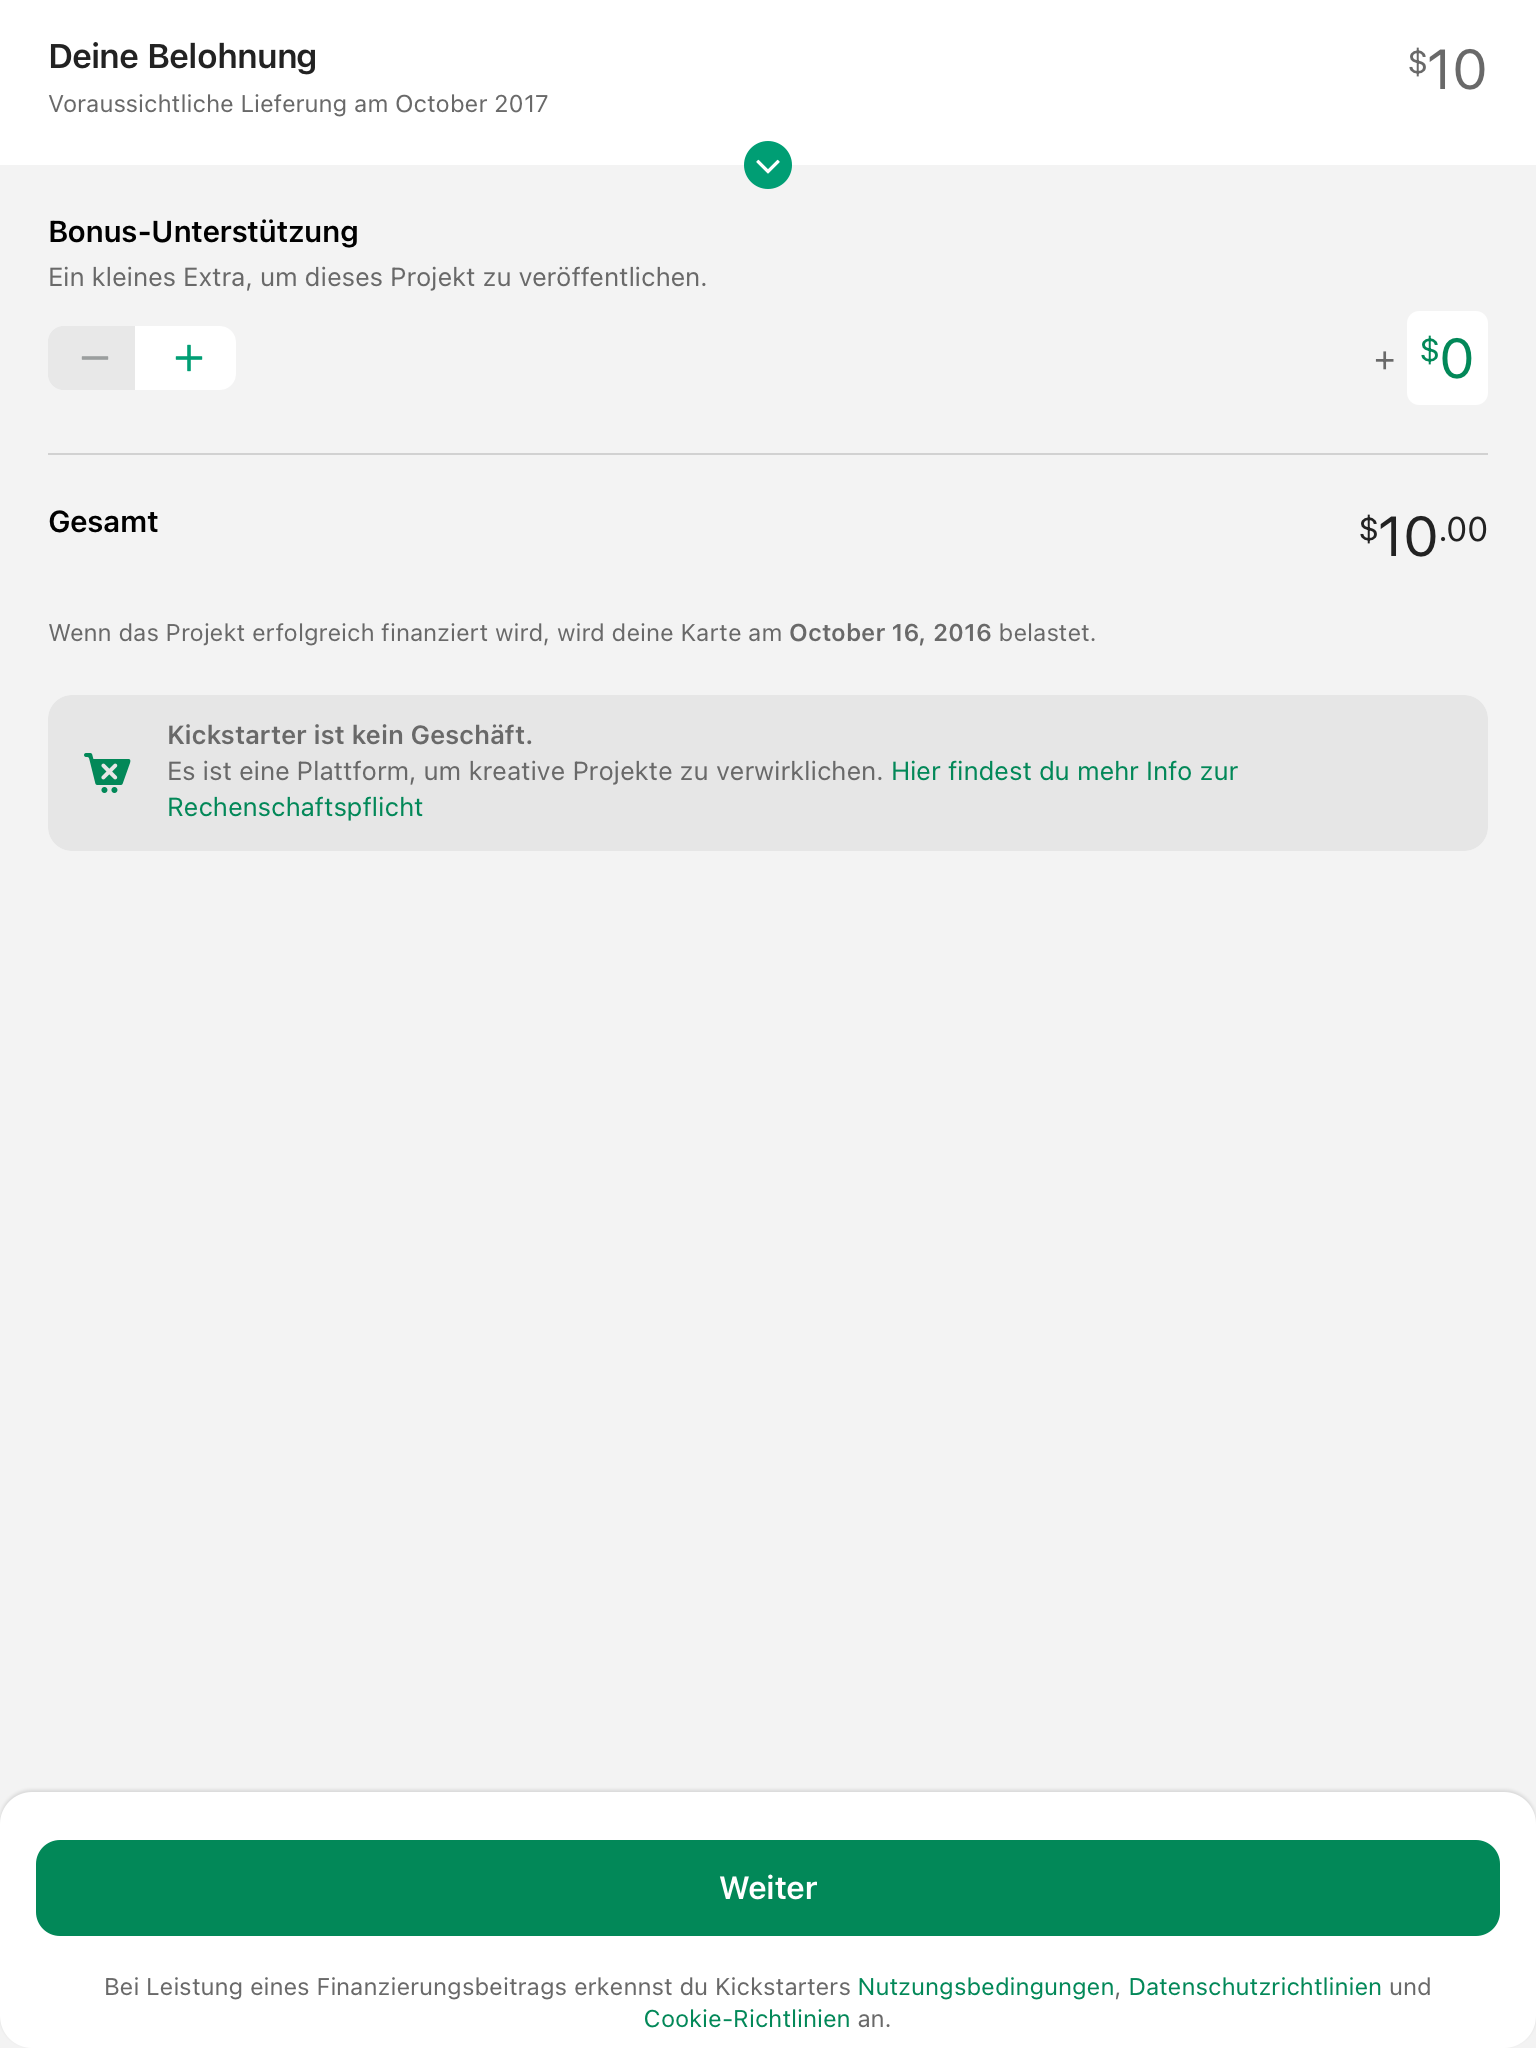 Deine Belohnung
$10
Voraussichtliche Lieferung am October 2017
Bonus-Unterstützung
Ein kleines Extra, um dieses Projekt zu veröffentlichen.
+ $0
Gesamt
$10.00
Wenn das Projekt erfolgreich finanziert wird, wird deine Karte am October 16, 2016 belastet.
Kickstarter ist kein Geschäft.
Es ist eine Plattform, um kreative Projekte zu verwirklichen. Hier findest du mehr Info zur
Rechenschaftspflicht
Weiter
Bei Leistung eines Finanzierungsbeitrags erkennst du Kickstarters Nutzungsbedingungen, Datenschutzrichtlinien und
Cookie-Richtlinien an.